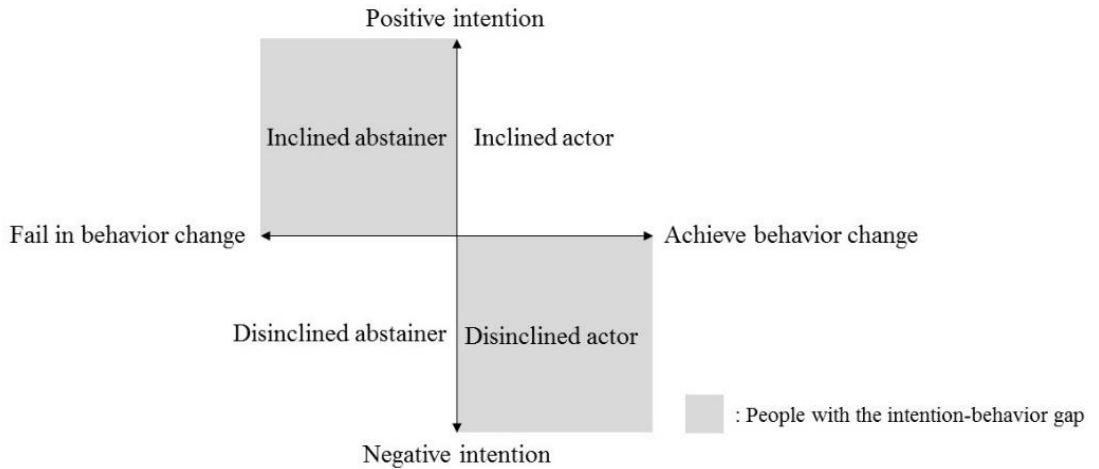 Positive intention
Inclined abstainer
Inclined actor
Fail in behavior change
Achieve behavior change
Disinclined abstainer
Disinclined actor
: People with the intention-behavior gap
Negative intention